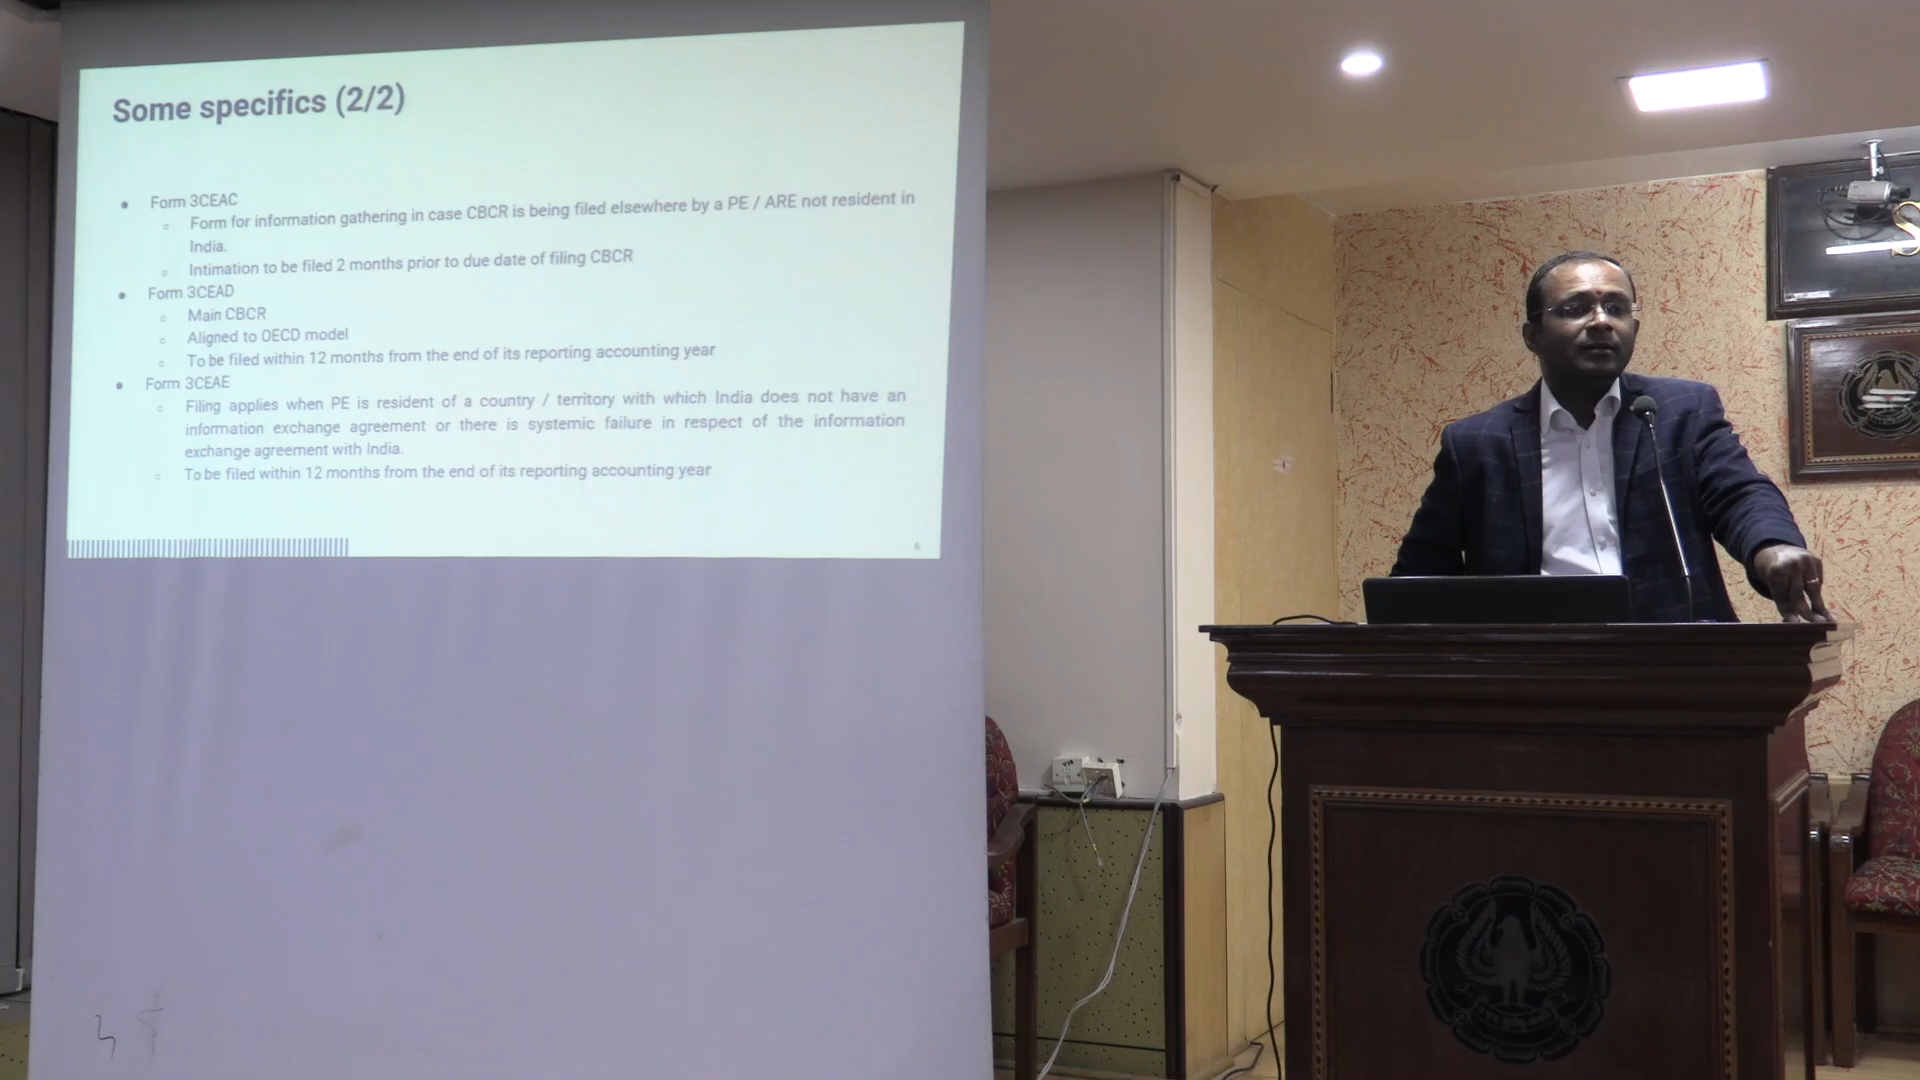 Some specifics (2/2)
● Form 3CEAC
○ Form for information gathering in case CBCR is being filed elsewhere by a PE / ARE not resident in
India.
○ Intimation to be filed 2 months prior to due date of filing CBCR
● Form 3CEAD
○ Main CBCR
○ Aligned to OECD model
○ To be filed within 12 months from the end of its reporting accounting year
● Form 3CEAE
○ Filing applies when PE is resident of a country / territory with which India does not have an
information exchange agreement or there is systemic failure in respect of the information
exchange agreement with India.
○ To be filed within 12 months from the end of its reporting accounting year
6